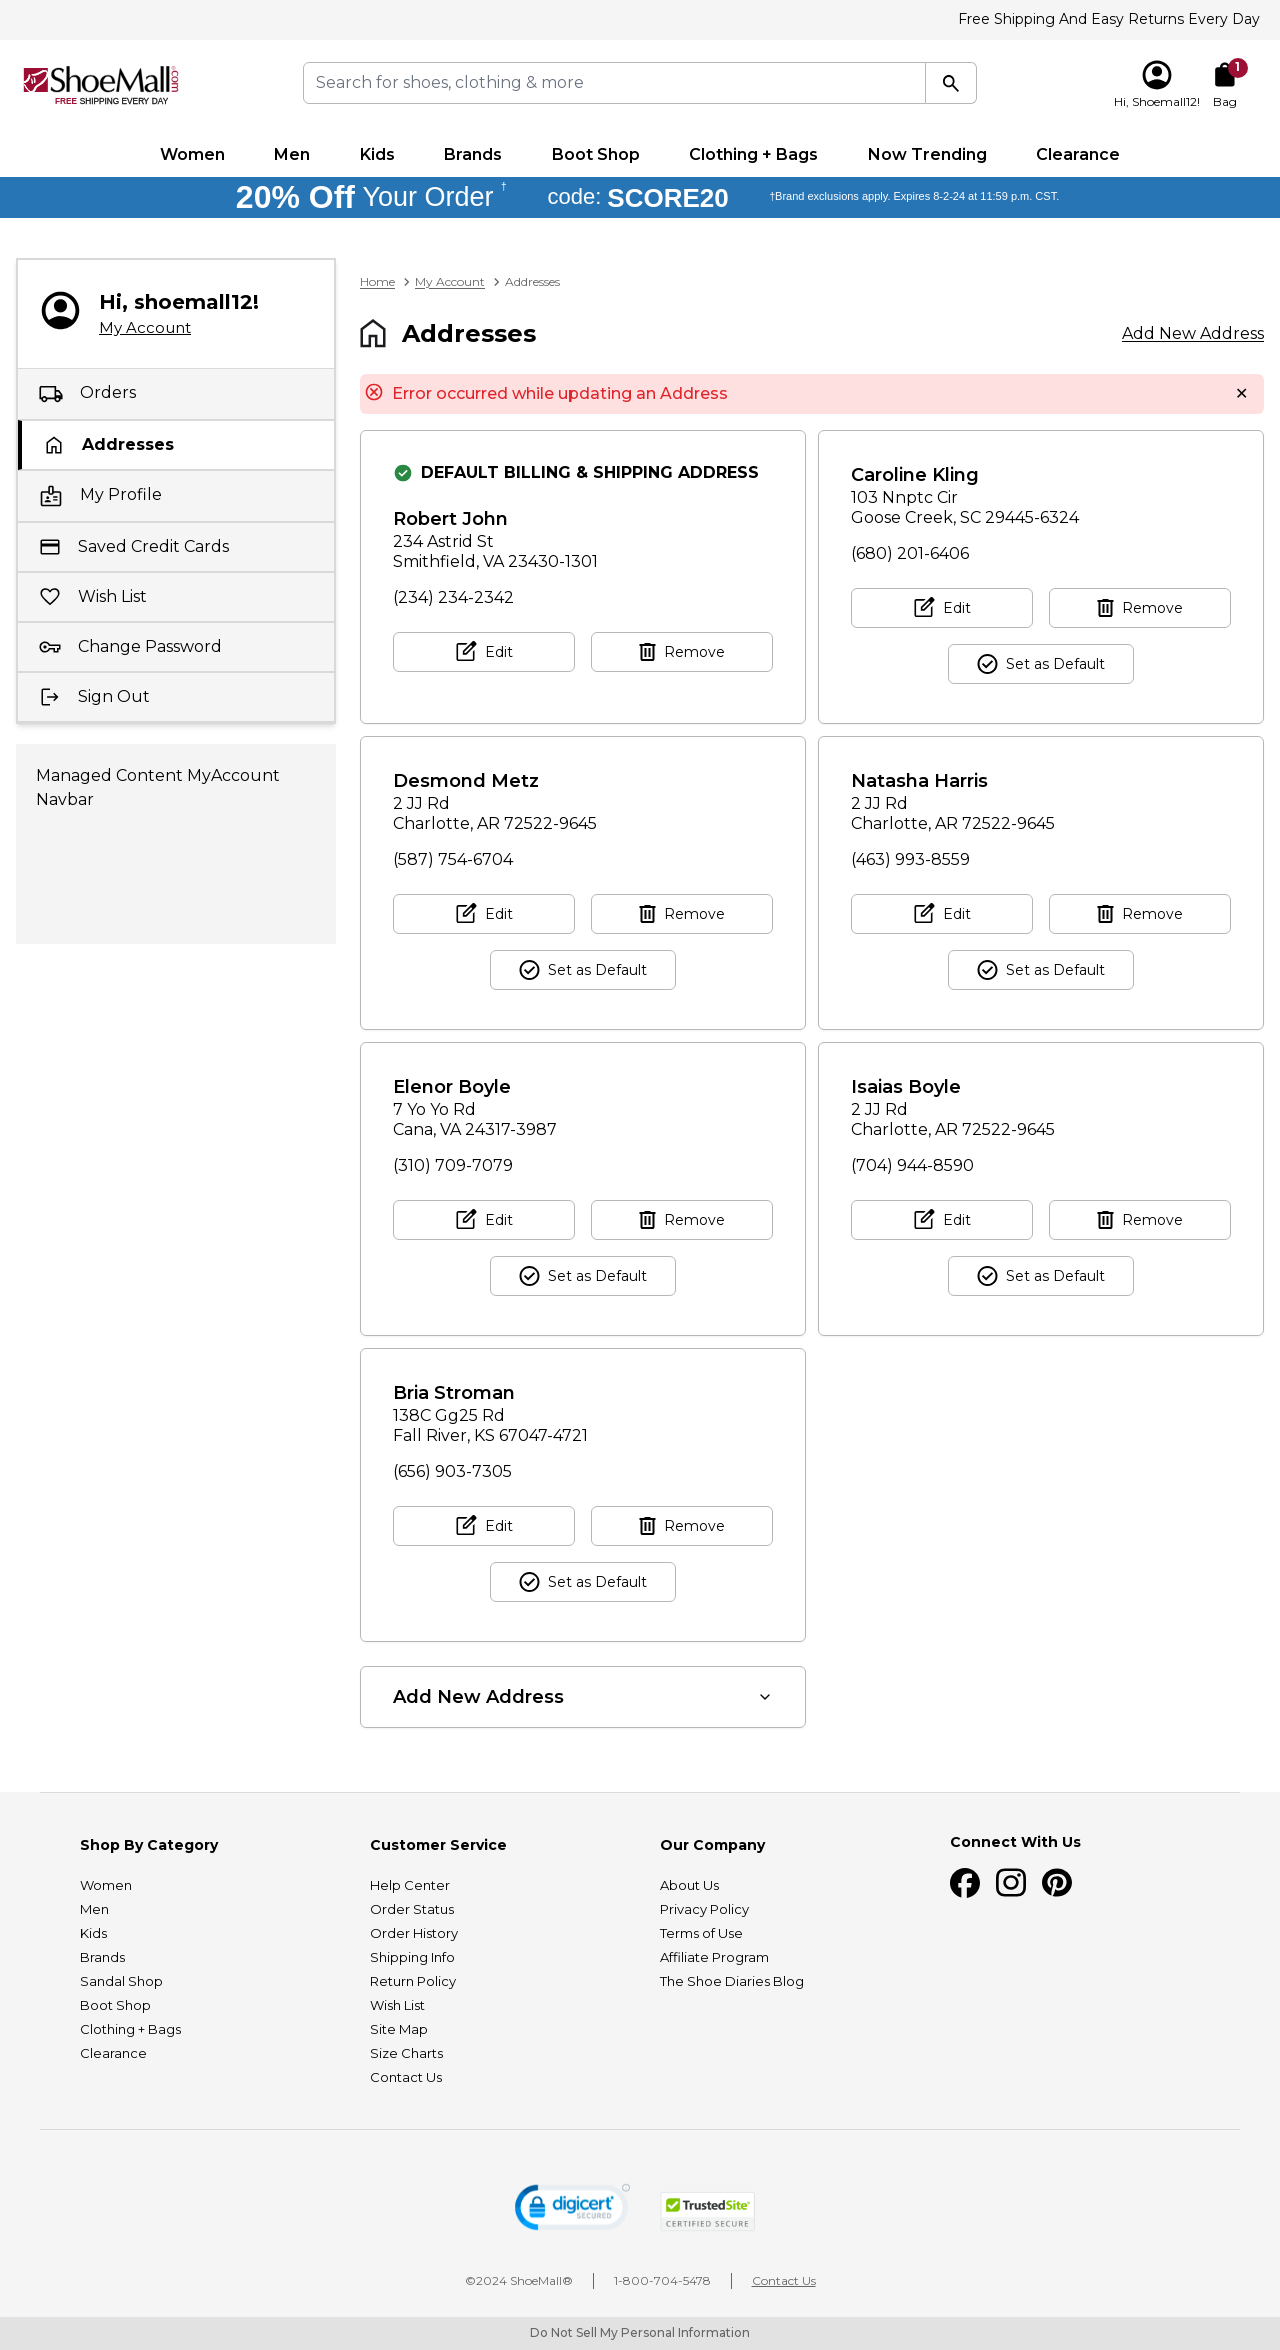 Free Shipping And Easy Returns Every Day
ShoeMall.com®
FREE SHIPPING EVERY DAY
Search for shoes, clothing & more
Hi, Shoemall12!
1
Bag
Women Men Kids Brands Boot Shop Clothing + Bags Now Trending Clearance
20% Off Your Order † code: SCORE20 †Brand exclusions apply. Expires 8-2-24 at 11:59 p.m. CST.
Hi, shoemall12!
My Account
Orders
Addresses
My Profile
Saved Credit Cards
Wish List
Change Password
Sign Out
Managed Content MyAccount
Navbar
Home > My Account > Addresses
Addresses
Add New Address
Error occurred while updating an Address
DEFAULT BILLING & SHIPPING ADDRESS
Robert John
234 Astrid St
Smithfield, VA 23430-1301
(234) 234-2342
Edit Remove
Caroline Kling
103 Nnptc Cir
Goose Creek, SC 29445-6324
(680) 201-6406
Edit Remove
Set as Default
Desmond Metz
2 JJ Rd
Charlotte, AR 72522-9645
(587) 754-6704
Edit Remove
Set as Default
Natasha Harris
2 JJ Rd
Charlotte, AR 72522-9645
(463) 993-8559
Edit Remove
Set as Default
Elenor Boyle
7 Yo Yo Rd
Cana, VA 24317-3987
(310) 709-7079
Edit Remove
Set as Default
Isaias Boyle
2 JJ Rd
Charlotte, AR 72522-9645
(704) 944-8590
Edit Remove
Set as Default
Bria Stroman
138C Gg25 Rd
Fall River, KS 67047-4721
(656) 903-7305
Edit Remove
Set as Default
Add New Address
Shop By Category
Women
Men
Kids
Brands
Sandal Shop
Boot Shop
Clothing + Bags
Clearance
Customer Service
Help Center
Order Status
Order History
Shipping Info
Return Policy
Wish List
Site Map
Size Charts
Contact Us
Our Company
About Us
Privacy Policy
Terms of Use
Affiliate Program
The Shoe Diaries Blog
Connect With Us
digicert
SECURED
TrustedSite
CERTIFIED SECURE
©2024 ShoeMall® | 1-800-704-5478 | Contact Us
Do Not Sell My Personal Information